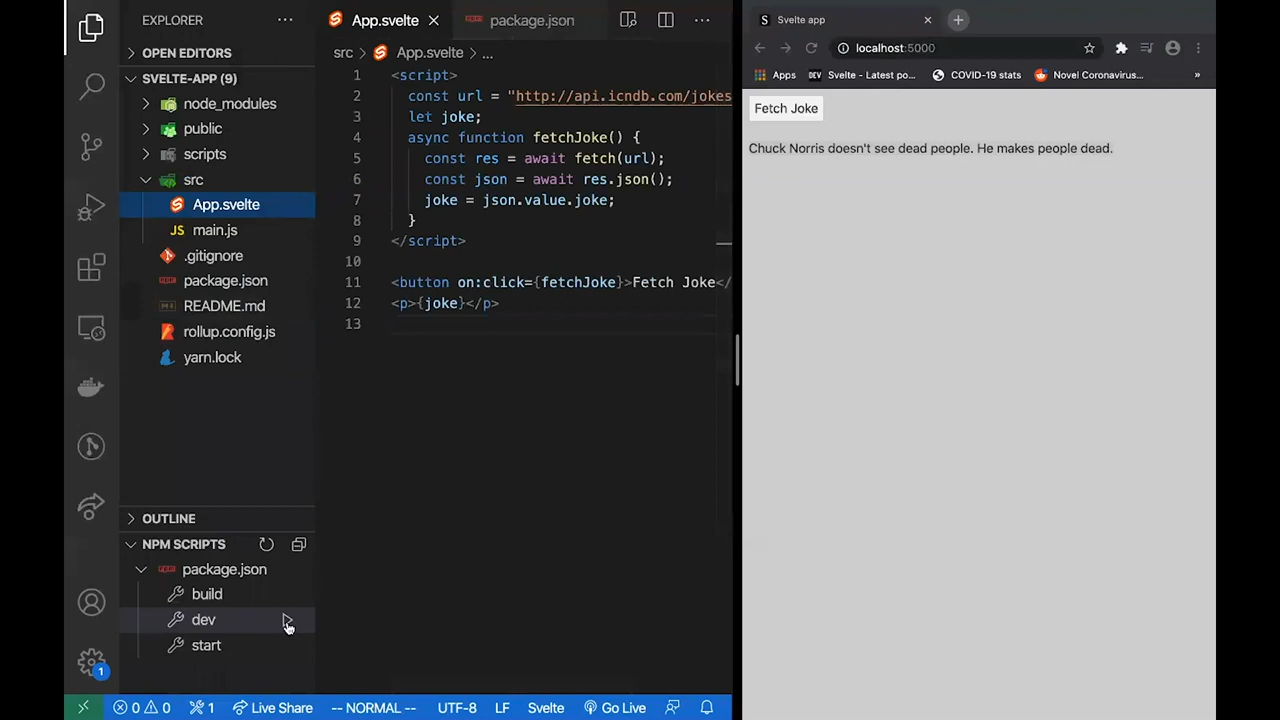 EXPLORER
OPEN EDITORS
SVELTE-APP (9)
node_modules
public
scripts
src
App.svelte
JS main.js
.gitignore
package.json
README.md
rollup.config.js
yarn.lock
OUTLINE
NPM SCRIPTS
package.json
build
dev
start
1
App.svelte
package.json
src > App.svelte > ...
1 <script>
2 const url = "http://api.icndb.com/jokes
3 let joke;
4 async function fetchJoke() {
5 const res = await fetch(url);
6 const json = await res.json();
7 joke = json.value.joke;
8 }
9 </script>
10
11 <button on:click={fetchJoke}>Fetch Joke</
12 <p>{joke}</p>
13
0 0 1 Live Share -- NORMAL -- UTF-8 LF Svelte Go Live
S Svelte app
localhost:5000
Apps DEV Svelte - Latest po... COVID-19 stats Novel Coronavirus... »
Fetch Joke
Chuck Norris doesn't see dead people. He makes people dead.